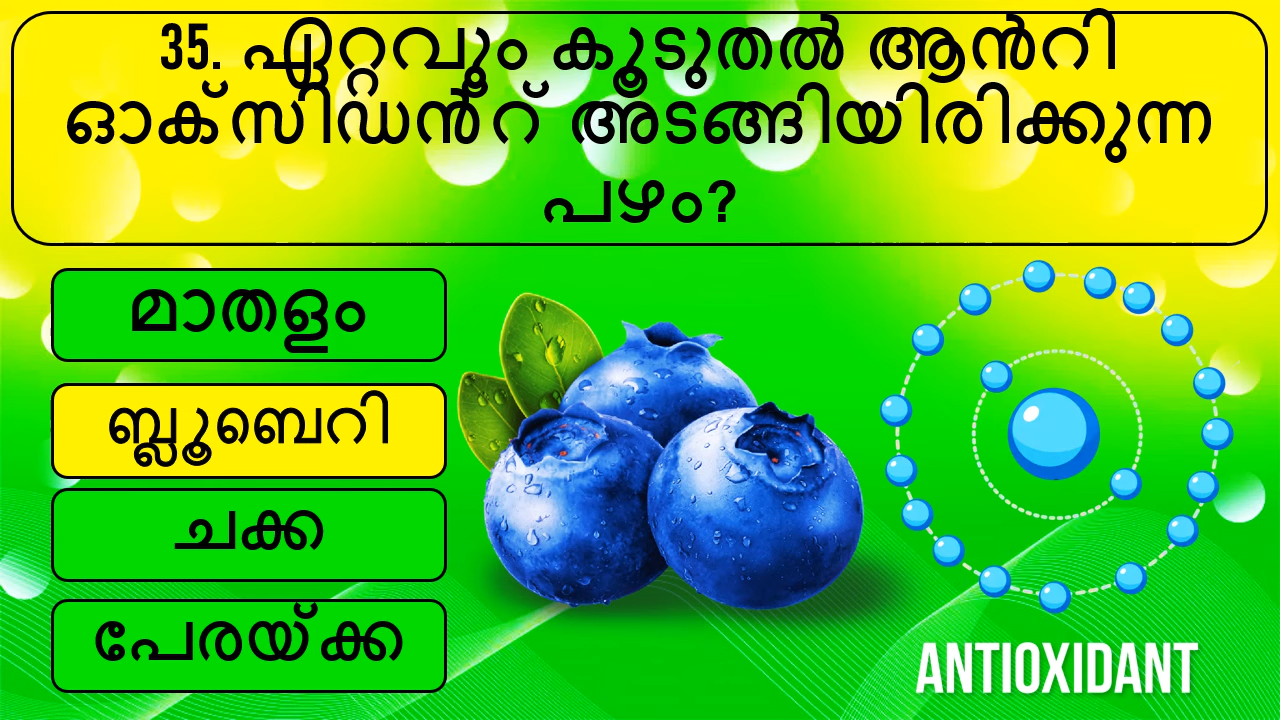 35. ഏറ്റവും കൂടുതൽ ആൻറി
ഓക്സിഡൻറ് അടങ്ങിയിരിക്കുന്ന
പഴം?
മാതളം
ബ്ലൂബെറി
ചക്ക
പേരയ്ക്ക
ANTIOXIDANT